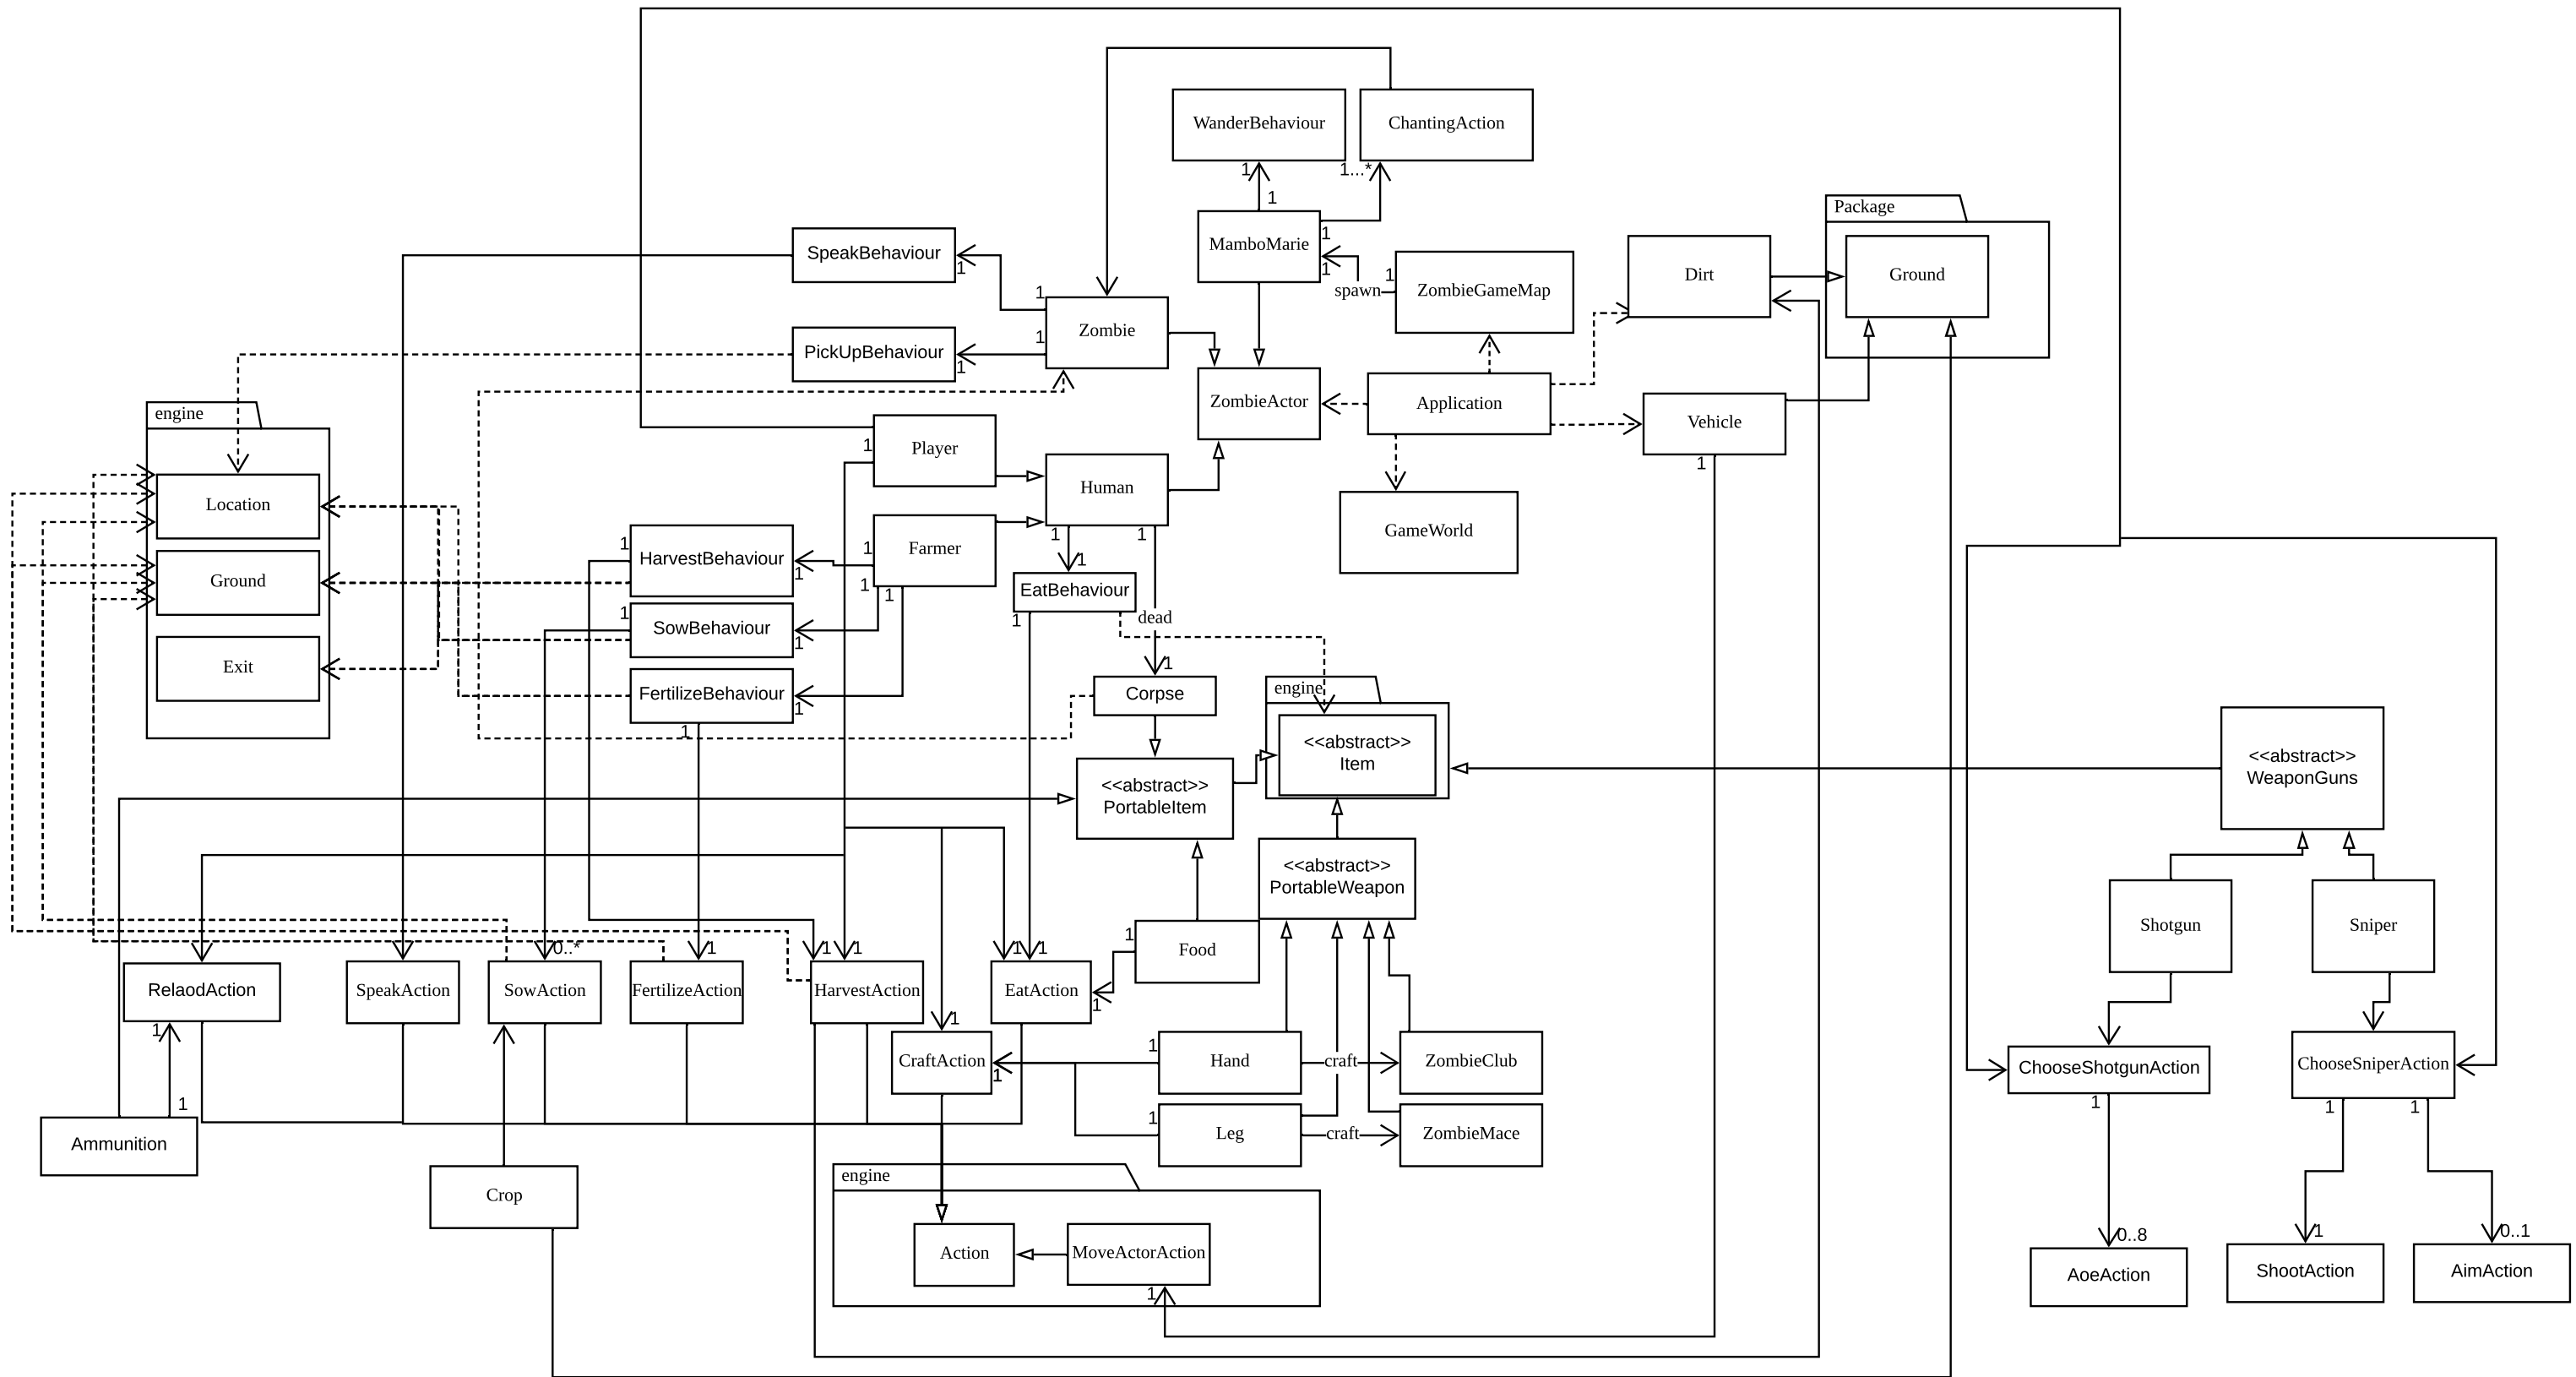 WanderBehaviour
ChantingAction
1
1...*
1
Package
SpeakBehaviour
MamboMarie
1
Dirt
Ground
1
1
1
spawn
ZombieGameMap
1
Zombie
PickUpBehaviour
1
1
ZombieActor
Application
engine
Vehicle
Player
1
1
Location
Human
GameWorld
1
1
HarvestBehaviour
1
Farmer
1
1
1
Ground
1
1
EatBehaviour
1
1
SowBehaviour
1
dead
1
Exit
FertilizeBehaviour
1
1
Corpse
engine
1
<<abstract>>
Item
<<abstract>>
PortableItem
<<abstract>>
WeaponGuns
<<abstract>>
PortableWeapon
Shotgun
Sniper
0..*
1
1
1
1
1
1
Food
RelaodAction
SpeakAction
SowAction
FertilizeAction
HarvestAction
EatAction
1
1
1
1
CraftAction
1
Hand
craft
ZombieClub
ChooseShotgunAction
ChooseSniperAction
1
1
1
1
1
Ammunition
Leg
craft
ZombieMace
engine
Crop
Action
MoveActorAction
1
0..8
1
0..1
AoeAction
ShootAction
AimAction